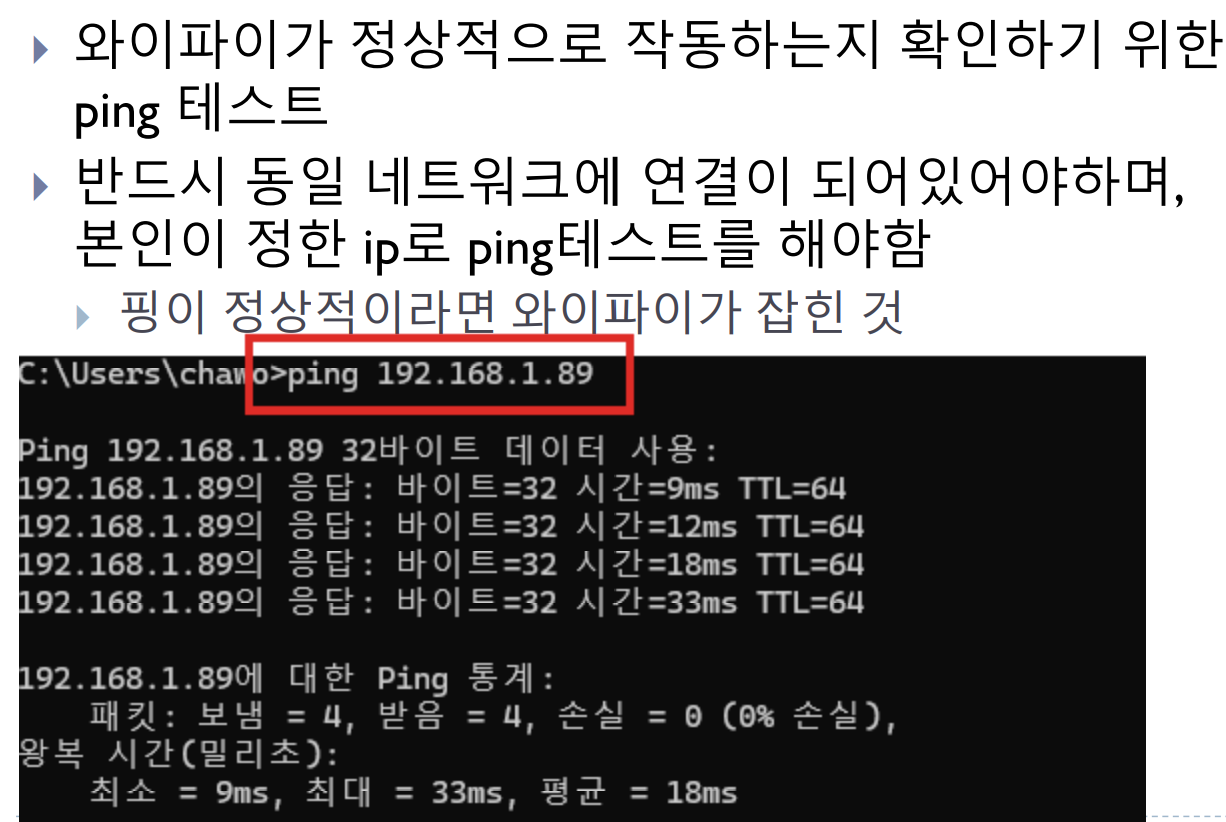 와이파이가 정상적으로 작동하는지 확인하기 위한
ping 테스트
반드시 동일 네트워크에 연결이 되어있어야하며,
본인이 정한 ip로 ping테스트를 해야함
핑이 정상적이라면 와이파이가 잡힌 것
C:\Users\chawo>ping 192.168.1.89
Ping 192.168.1.89 32바이트 데이터 사용:
192.168.1.89의 응답: 바이트=32 시간=9ms TTL=64
192.168.1.89의 응답: 바이트=32 시간=12ms TTL=64
192.168.1.89의 응답: 바이트=32 시간=18ms TTL=64
192.168.1.89의 응답: 바이트=32 시간=33ms TTL=64
192.168.1.89에 대한 Ping 통계:
패킷: 보냄 = 4, 받음 = 4, 손실 = 0 (0% 손실),
왕복 시간(밀리초):
최소 = 9ms, 최대 = 33ms, 평균 = 18ms